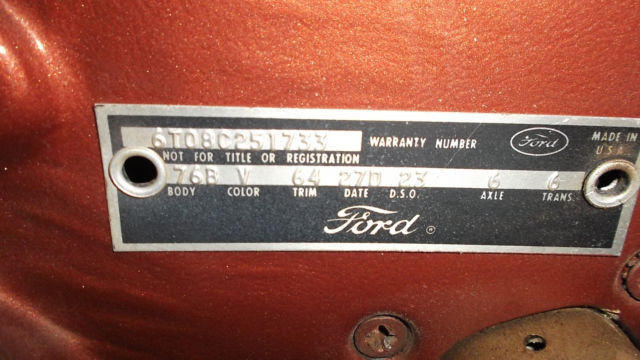 6T08C251733 WARRANTY NUMBER Ford MADE IN
NOT FOR TITLE OR REGISTRATION U.S.A.
76B V 64 27D 23 6 6
BODY COLOR TRIM DATE D.S.O. AXLE TRANS.
Ford ®